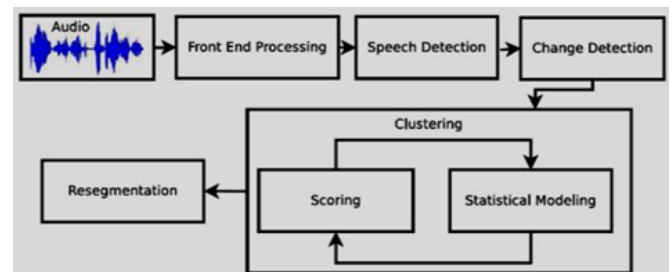 Audio
Front End Processing
Speech Detection
Change Detection
Clustering
Resegmentation
Scoring
Statistical Modeling